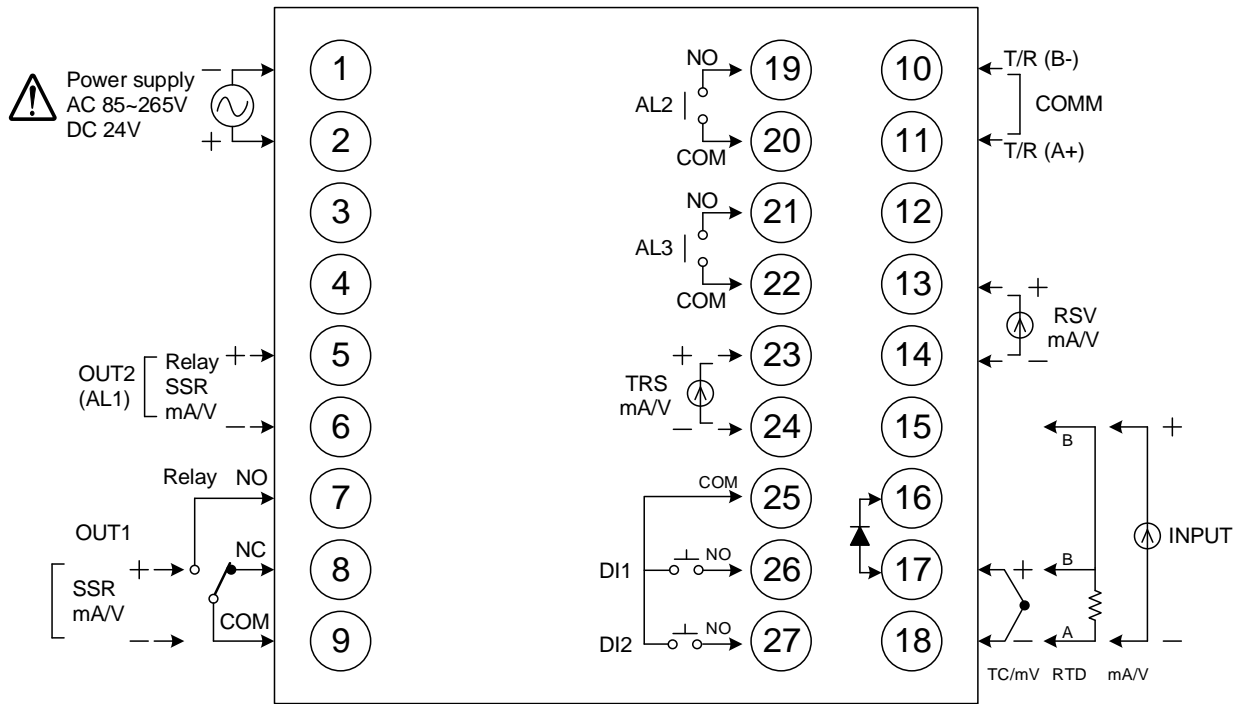 Power supply
AC 85~265V
DC 24V
−
+
1
2
3
4
5
6
7
8
9
OUT2
(AL1)
Relay
SSR
mA/V
+
−
Relay NO
OUT1
NC
COM
SSR
mA/V
+
−
NO
AL2
COM
NO
AL3
COM
+
TRS
mA/V
−
COM
DI1
NO
DI2
NO
19
20
21
22
23
24
25
26
27
10
11
12
13
14
15
16
17
18
T/R (B-)
COMM
T/R (A+)
+
RSV
mA/V
−
B
B
A
+
−
+
INPUT
−
TC/mV RTD mA/V